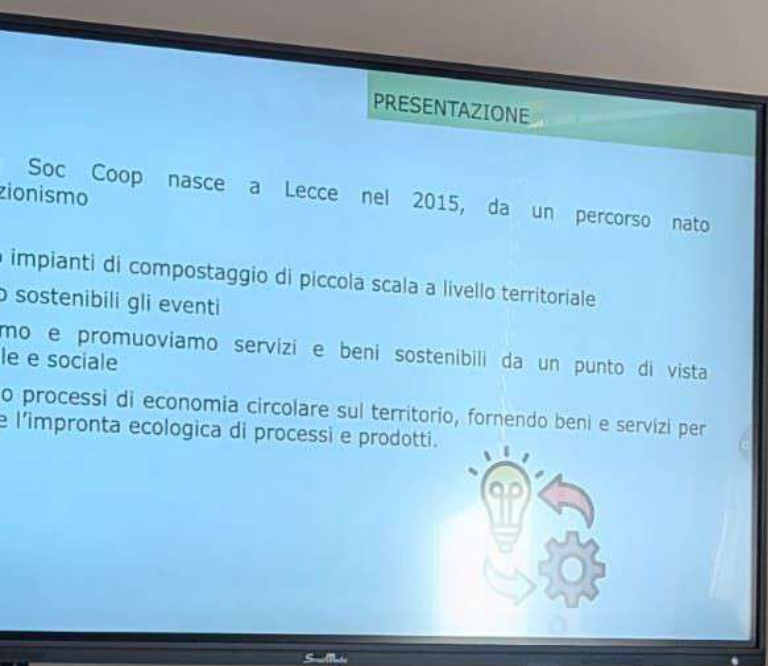 PRESENTAZIONE
Soc Coop nasce a Lecce nel 2015, da un percorso nato
zionismo
impianti di compostaggio di piccola scala a livello territoriale
o sostenibili gli eventi
mo e promuoviamo servizi e beni sostenibili da un punto di vista
le e sociale
o processi di economia circolare sul territorio, fornendo beni e servizi per
e l'impronta ecologica di processi e prodotti.